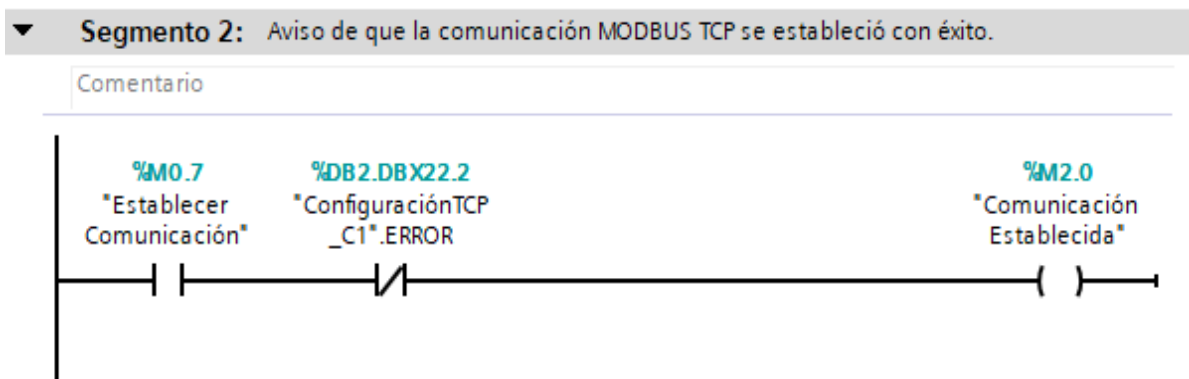 Segmento 2: Aviso de que la comunicación MODBUS TCP se estableció con éxito.
Comentario
%M0.7
"Establecer
Comunicación"
%DB2.DBX22.2
"ConfiguraciónTCP
_C1".ERROR
%M2.0
"Comunicación
Establecida"